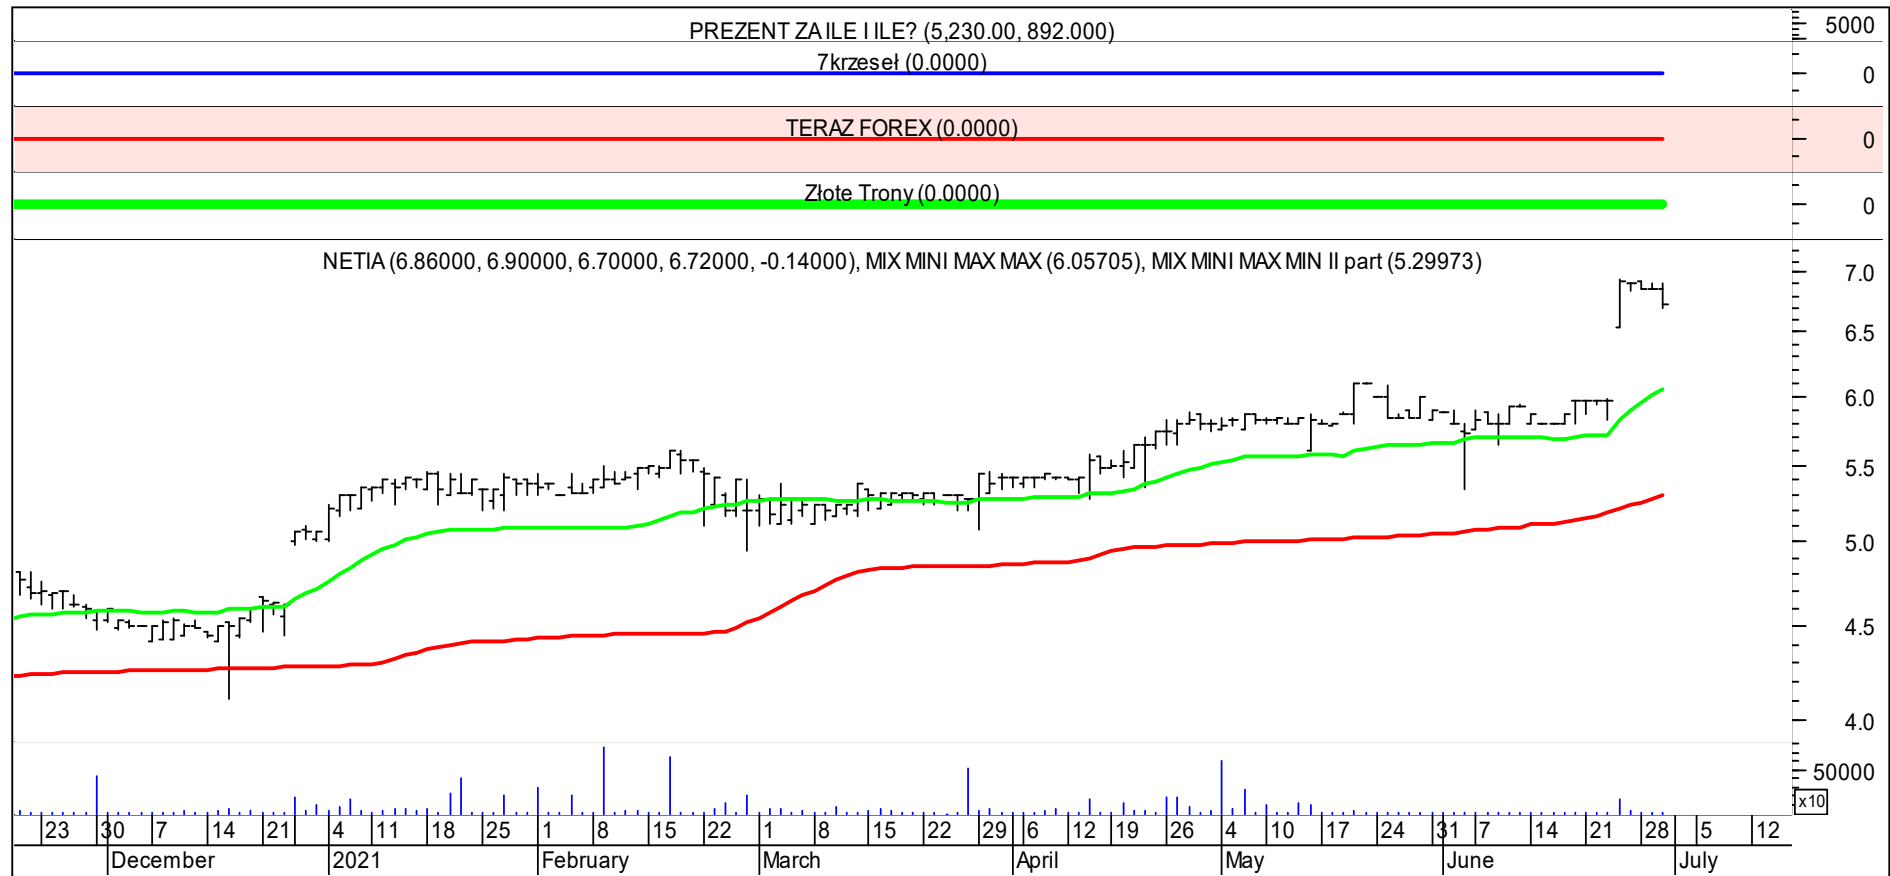 PREZENT ZA ILE I ILE? (5,230.00, 892.000)
5000
7krzeseł (0.0000)
0
TERAZ FOREX (0.0000)
0
Złote Trony (0.0000)
0
NETIA (6.86000, 6.90000, 6.70000, 6.72000, -0.14000), MIX MINI MAX MAX (6.05705), MIX MINI MAX MIN II part (5.29973)
7.0
6.5
6.0
5.5
5.0
4.5
4.0
50000
x10
23 30 7 14 21 4 11 18 25 1 8 15 22 1 8 15 22 29 6 12 19 26 4 10 17 24 31 7 14 21 28 5 12
December 2021 February March April May June July